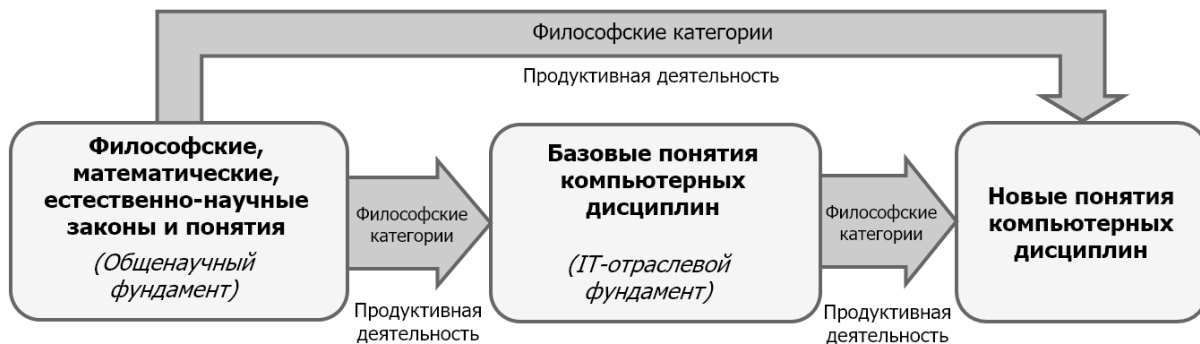 Философские категории
Продуктивная деятельность
Философские,
математические,
естественно-научные
законы и понятия
(Общенаучный
фундамент)
Философские
категории
Продуктивная
деятельность
Базовые понятия
компьютерных
дисциплин
(IT-отраслевой
фундамент)
Философские
категории
Продуктивная
деятельность
Новые понятия
компьютерных
дисциплин